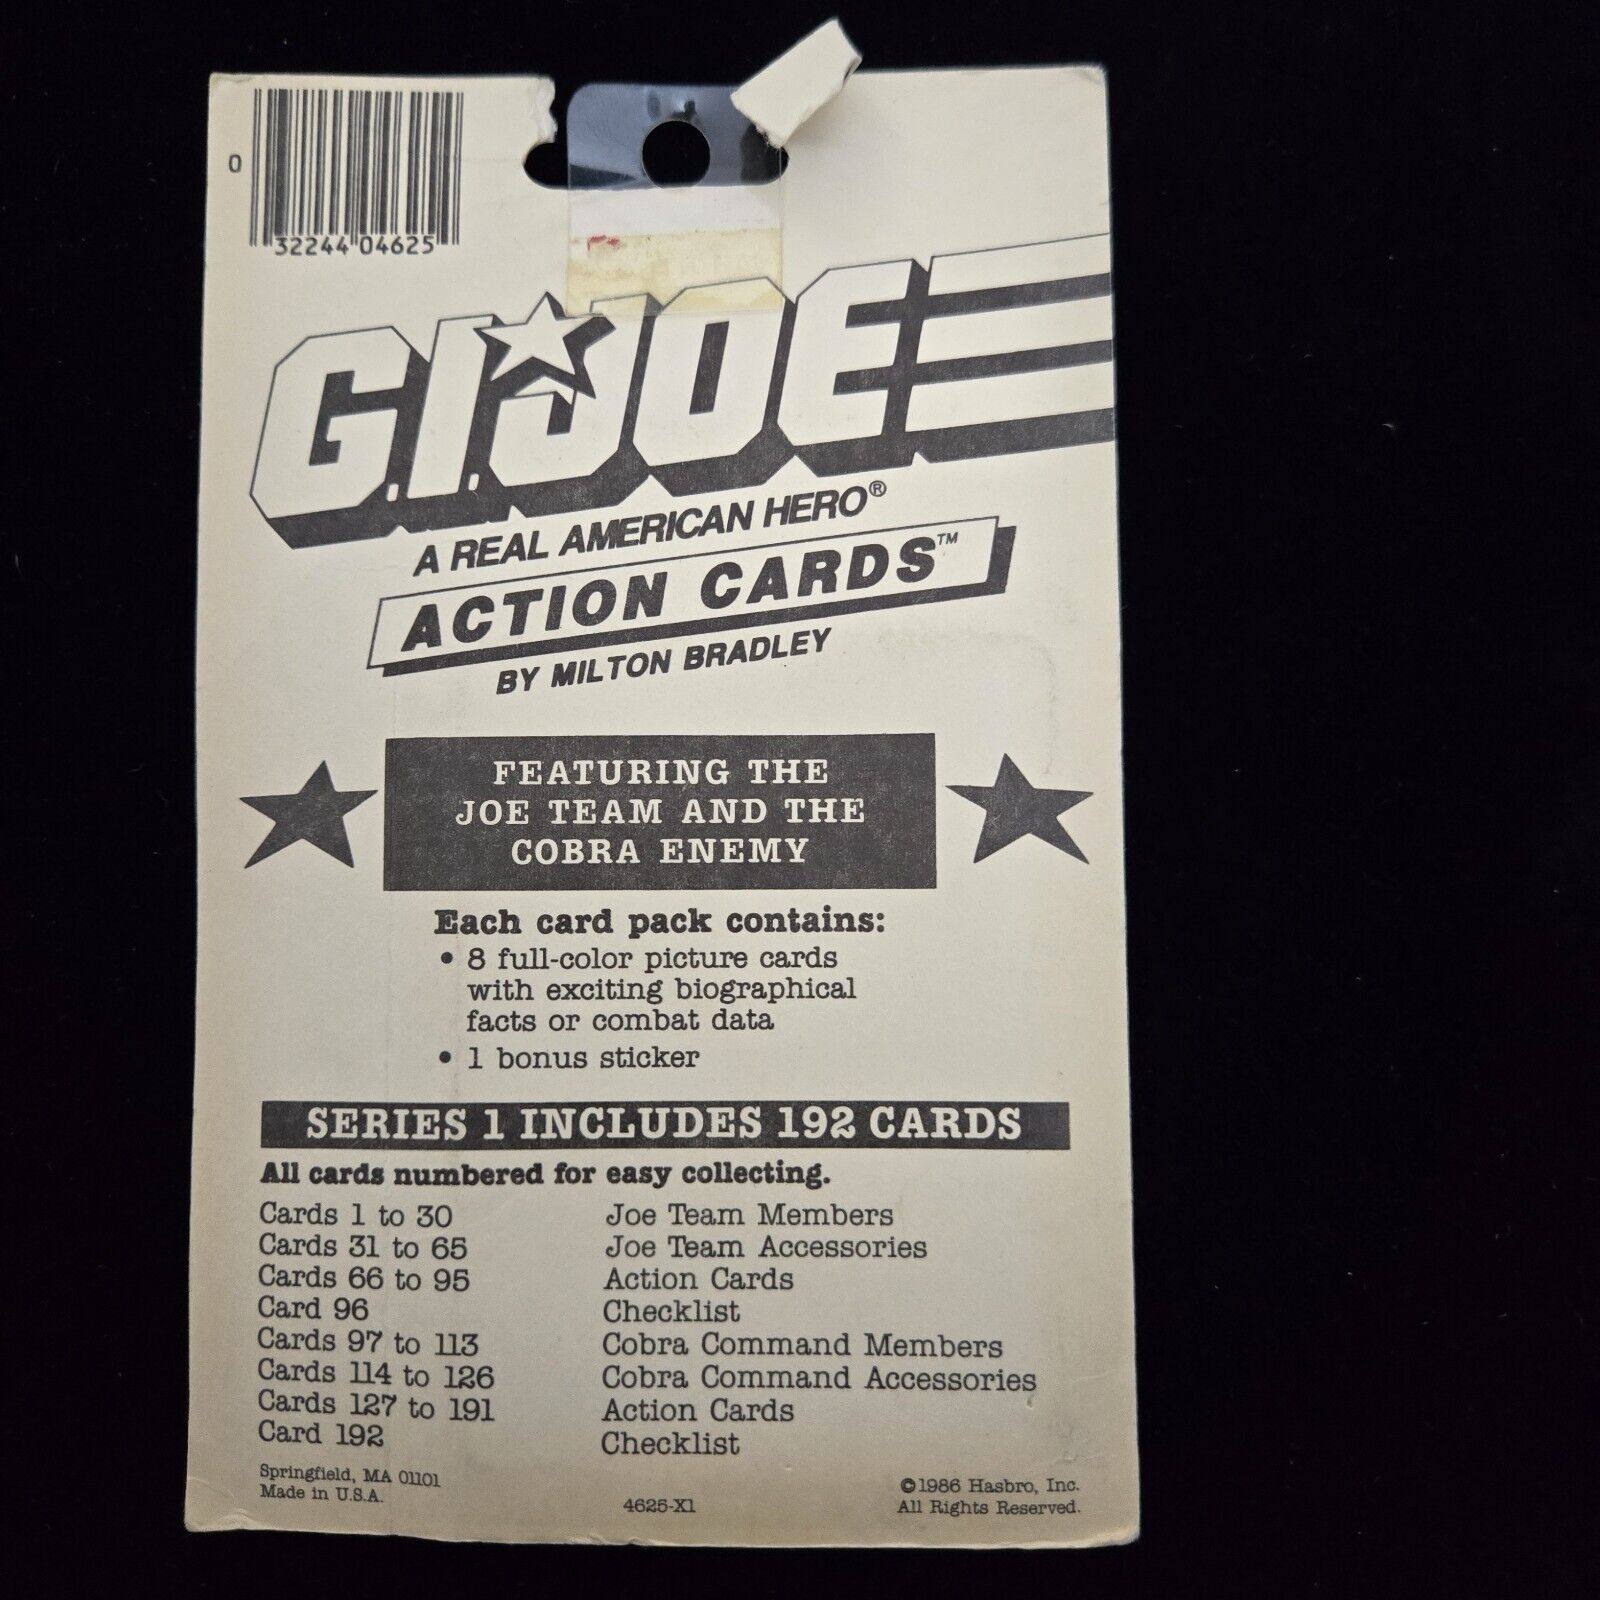 0
32244 04625
G.I. JOE
A REAL AMERICAN HERO®
ACTION CARDS™
BY MILTON BRADLEY
FEATURING THE
JOE TEAM AND THE
COBRA ENEMY
Each card pack contains:
• 8 full-color picture cards
with exciting biographical
facts or combat data
• 1 bonus sticker
SERIES 1 INCLUDES 192 CARDS
All cards numbered for easy collecting.
Cards 1 to 30 Joe Team Members
Cards 31 to 65 Joe Team Accessories
Cards 66 to 95 Action Cards
Card 96 Checklist
Cards 97 to 113 Cobra Command Members
Cards 114 to 126 Cobra Command Accessories
Cards 127 to 191 Action Cards
Card 192 Checklist
Springfield, MA 01101
Made in U.S.A.
4625-X1
©1986 Hasbro, Inc.
All Rights Reserved.